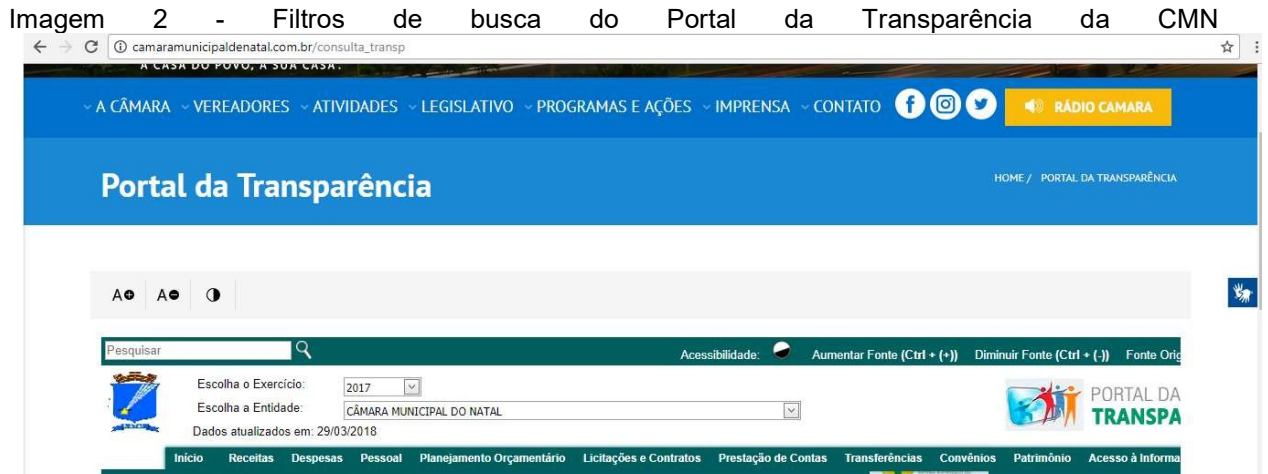 Imagem 2 - Filtros de busca do Portal da Transparência da CMN
camaramunicipaldenatal.com.br/consulta_transp
A CASA DO POVO, A SUA CASA.
A CÂMARA VEREADORES ATIVIDADES LEGISLATIVO PROGRAMAS E AÇÕES IMPRENSA CONTATO RÁDIO CAMARA
Portal da Transparência
HOME / PORTAL DA TRANSPARÊNCIA
A+ A-
Pesquisar
Acessibilidade: Aumentar Fonte (Ctrl + (+)) Diminuir Fonte (Ctrl + (-)) Fonte Orig
Escolha o Exercício: 2017
Escolha a Entidade: CÂMARA MUNICIPAL DO NATAL
Dados atualizados em: 29/03/2018
PORTAL DA
TRANSPA
Início Receitas Despesas Pessoal Planejamento Orçamentário Licitações e Contratos Prestação de Contas Transferências Convênios Patrimônio Acesso à Informa